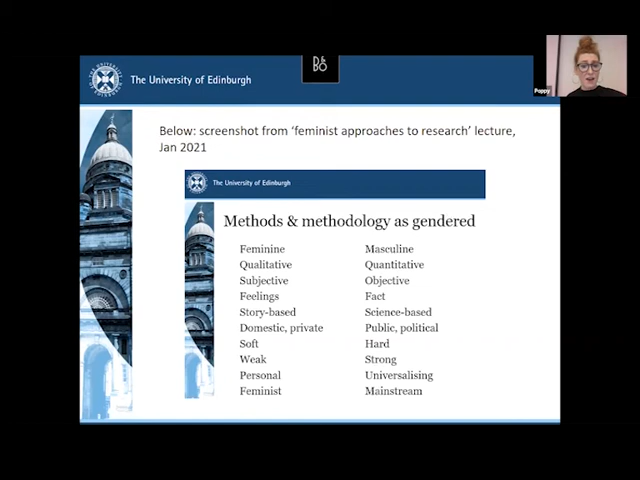 D&
BO
The University of Edinburgh
Poppy
Below: screenshot from ‘feminist approaches to research’ lecture,
Jan 2021
The University of Edinburgh
Methods & methodology as gendered
Feminine Masculine
Qualitative Quantitative
Subjective Objective
Feelings Fact
Story-based Science-based
Domestic, private Public, political
Soft Hard
Weak Strong
Personal Universalising
Feminist Mainstream